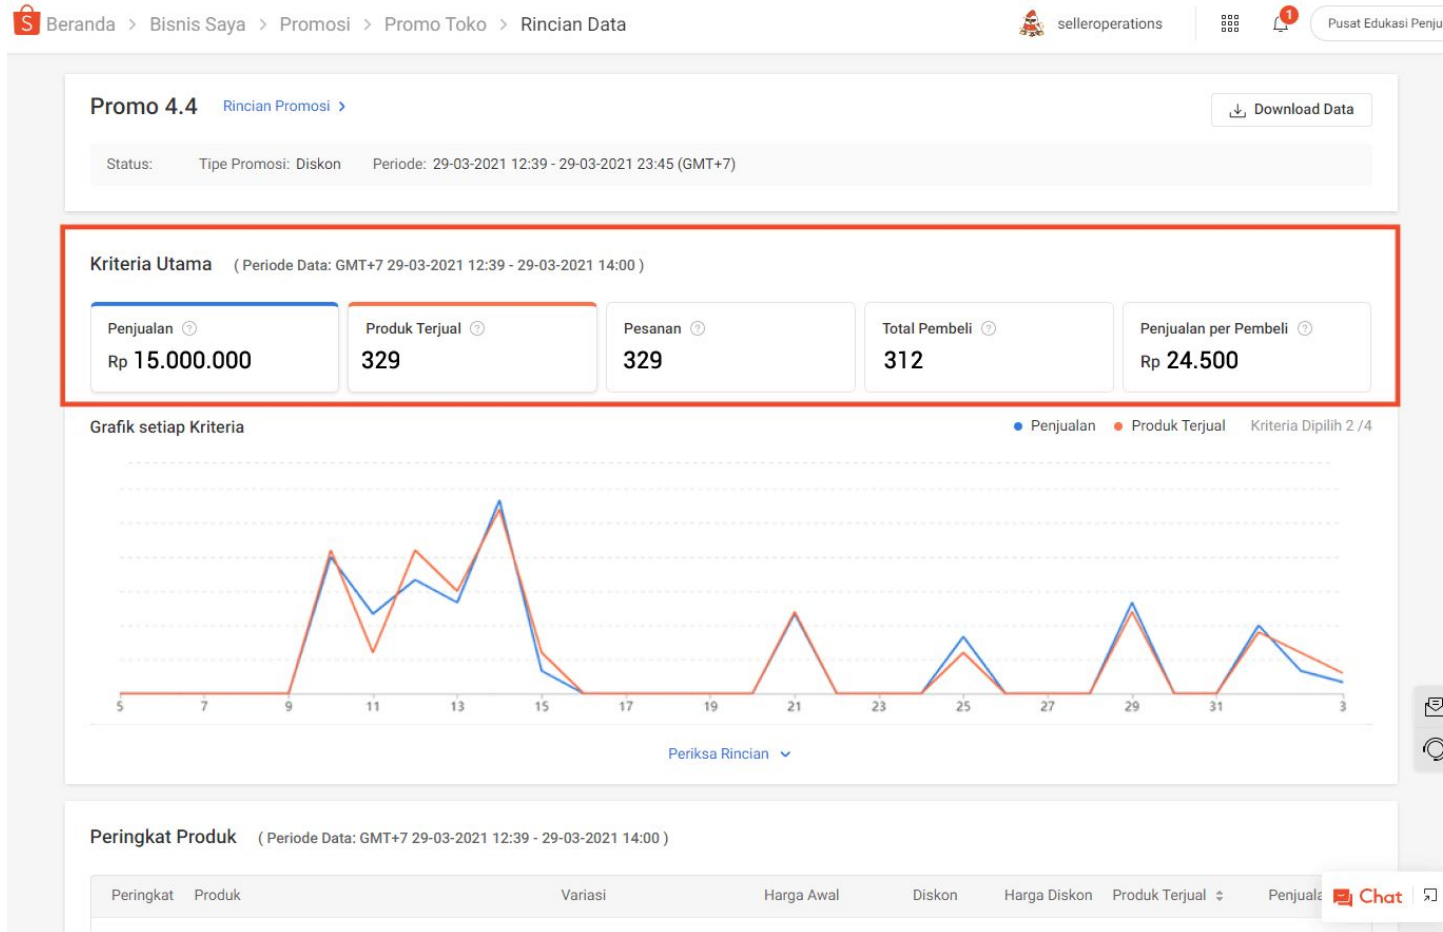 Beranda > Bisnis Saya > Promosi > Promo Toko > Rincian Data
selleroperations
1
Pusat Edukasi Penju
Promo 4.4 Rincian Promosi >
Download Data
Status: Tipe Promosi: Diskon Periode: 29-03-2021 12:39 - 29-03-2021 23:45 (GMT+7)
Kriteria Utama ( Periode Data: GMT+7 29-03-2021 12:39 - 29-03-2021 14:00 )
Penjualan ?
Rp 15.000.000
Produk Terjual ?
329
Pesanan ?
329
Total Pembeli ?
312
Penjualan per Pembeli ?
Rp 24.500
Grafik setiap Kriteria
Penjualan Produk Terjual Kriteria Dipilih 2 /4
5 7 9 11 13 15 17 19 21 23 25 27 29 31 3
Periksa Rincian
Peringkat Produk ( Periode Data: GMT+7 29-03-2021 12:39 - 29-03-2021 14:00 )
Peringkat Produk Variasi Harga Awal Diskon Harga Diskon Produk Terjual Penjuala
Chat